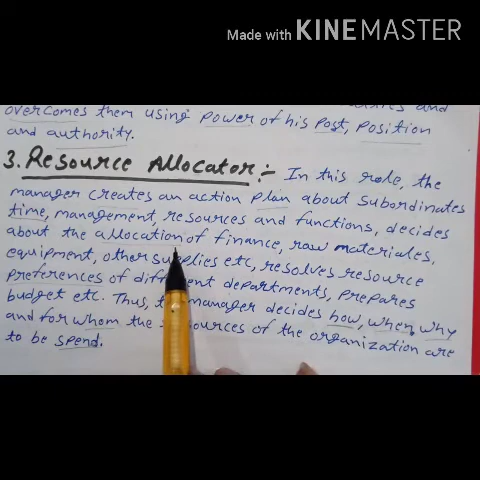 Made with KINEMASTER
and
overcomes them using power of his post, position
and authority.
3. Resource Allocator :- In this role, the
manager creates an action plan about subordinates
time, management, resources and functions, decides
about the allocation of finance, raw materiales,
equipment, other supplies etc, resolves resource
preferences of different departments, prepares
budget etc. Thus, the manager decides how, when, why
and for whom the resources of the organization are
to be spend.